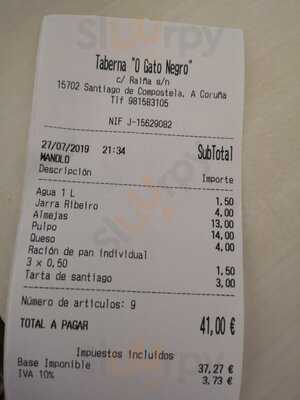 Taberna "O Gato Negro"
c/ Raiña s/n
15702 Santiago de Compostela, A Coruña
Tlf 981583105
NIF J-15629082
27/07/2019 21:34 SubTotal
MANOLO
Descripción Importe
Agua 1 L 1,50
Jarra Ribeiro 4,00
Almejas 13,00
Pulpo 14,00
Queso 4,00
Ración de pan individual
3 x 0,50 1,50
Tarta de santiago 3,00
Número de artículos: 9
TOTAL A PAGAR 41,00 €
Impuestos incluidos
Base Imponible 37,27 €
IVA 10% 3,73 €